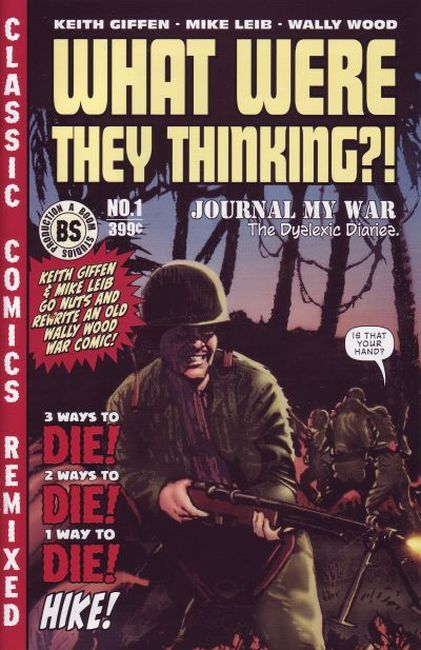 CLASSIC COMICS REMIXED
KEITH GIFFEN · MIKE LEIB · WALLY WOOD
WHAT WERE
THEY THINKING?!
PRODUCTION A BOOM STUDIOS
BS
NO.1
399¢
JOURNAL MY WAR
The Dyslexic Diaries.
KEITH GIFFEN
& MIKE LEIB
GO NUTS AND
REWRITE AN OLD
WALLY WOOD
WAR COMIC!
IS THAT
YOUR
HAND?
3 WAYS TO
DIE!
2 WAYS TO
DIE!
1 WAY TO
DIE!
HIKE!